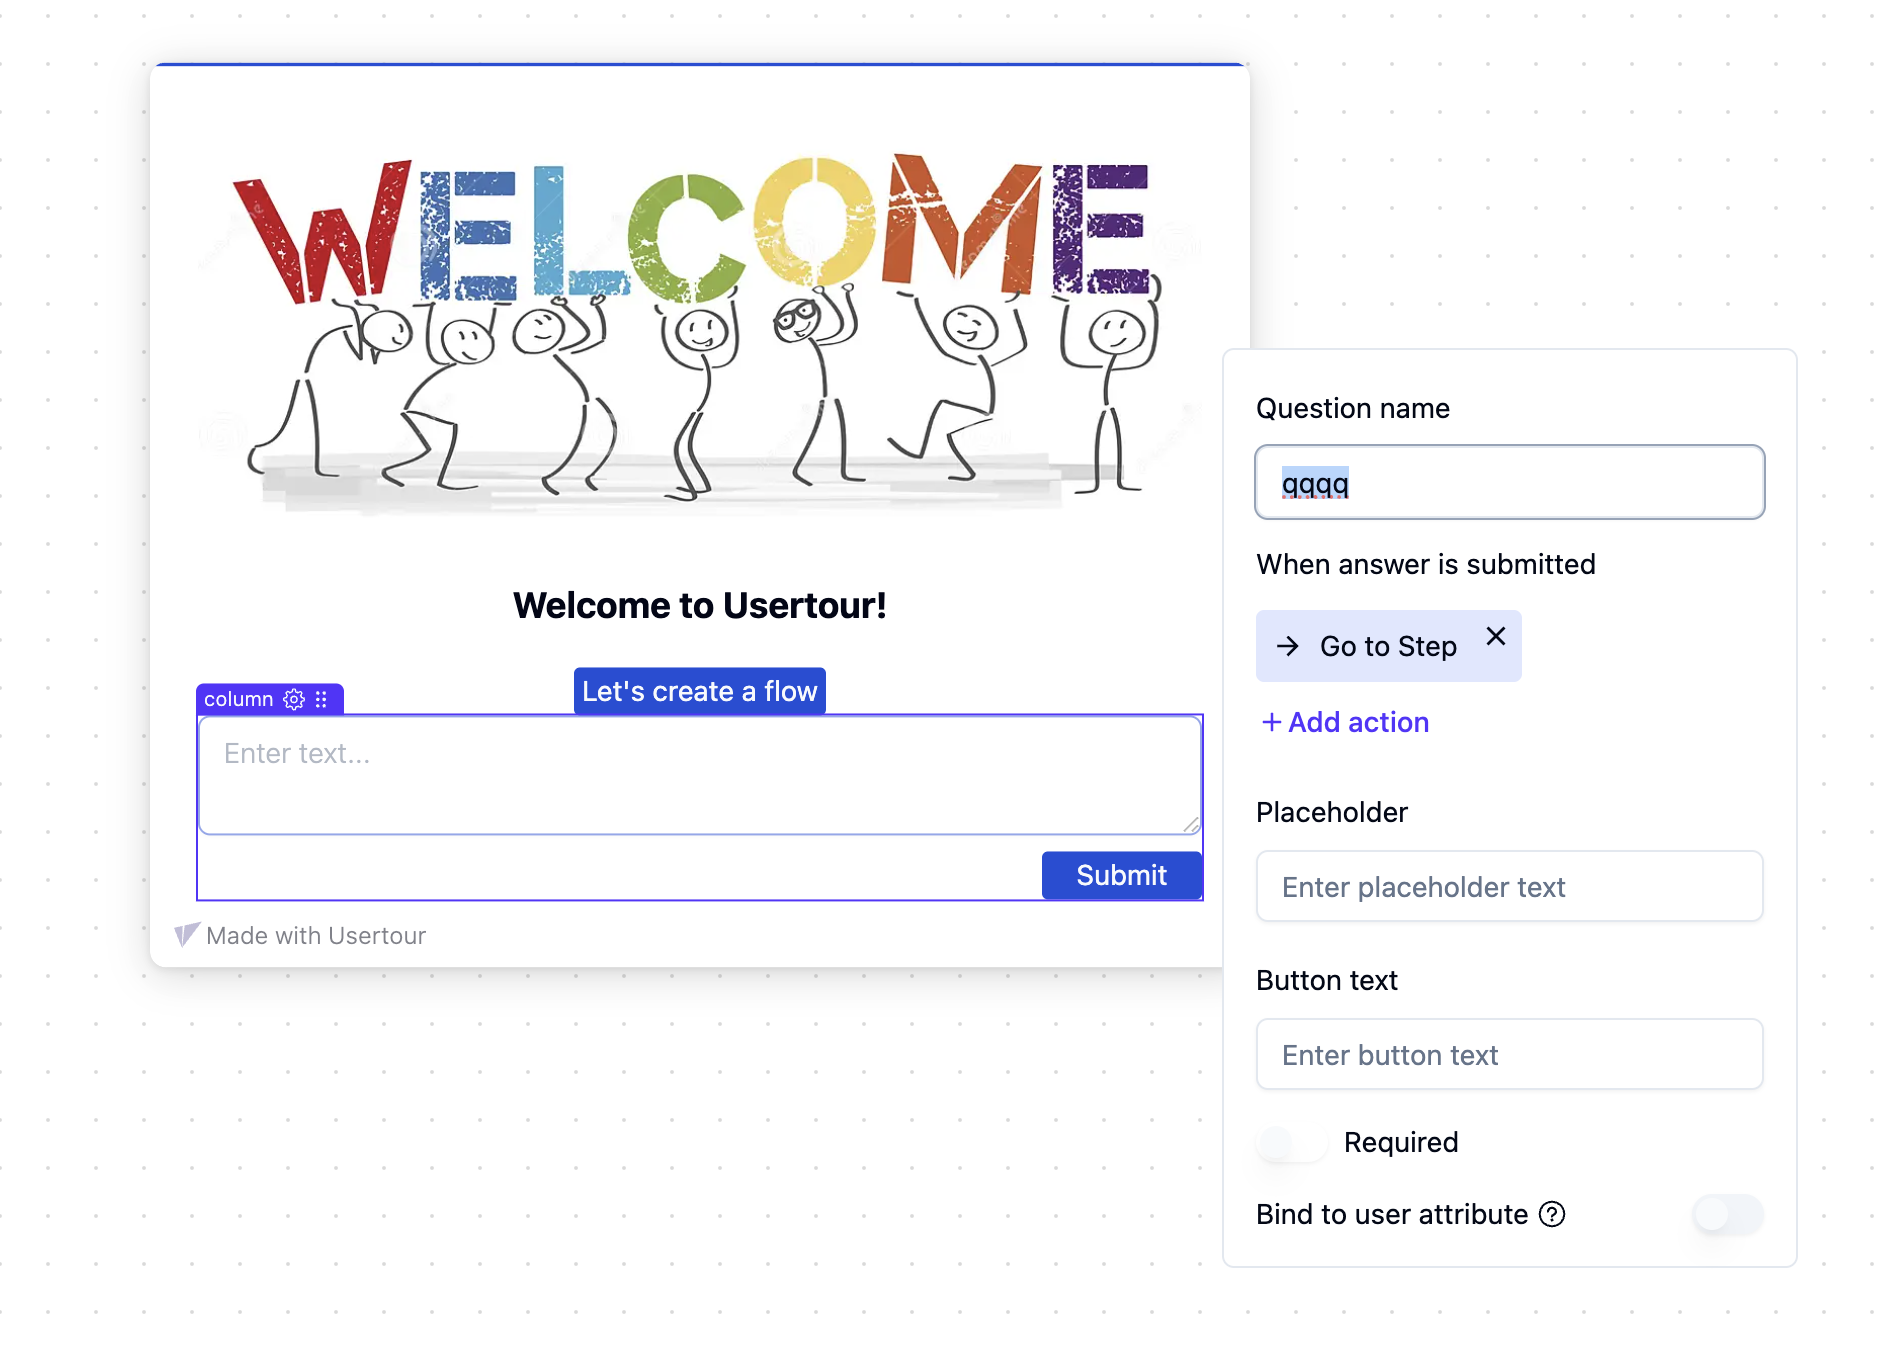 WELCOME
Welcome to Usertour!
Let's create a flow
column
Enter text...
Submit
Made with Usertour
Question name
qqqq
When answer is submitted
→ Go to Step ×
+ Add action
Placeholder
Enter placeholder text
Button text
Enter button text
Required
Bind to user attribute ?